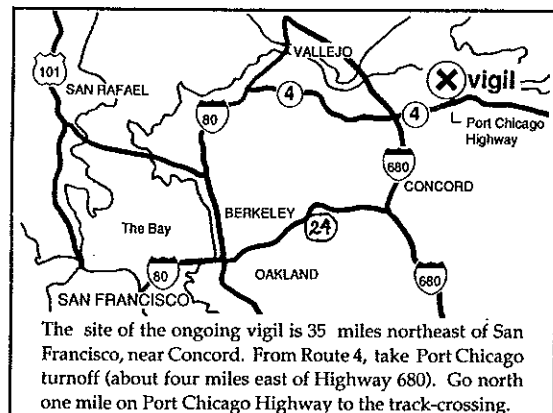 VALLEJO
101
SAN RAFAEL
X vigil
4
4
80
Port Chicago
Highway
680
CONCORD
The Bay
BERKELEY
24
80
OAKLAND
680
SAN FRANCISCO
The site of the ongoing vigil is 35 miles northeast of San
Francisco, near Concord. From Route 4, take Port Chicago
turnoff (about four miles east of Highway 680). Go north
one mile on Port Chicago Highway to the track-crossing.